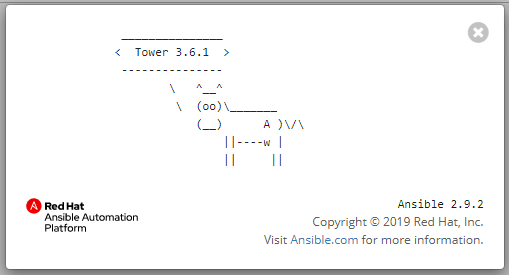 _______________
<  Tower 3.6.1  >
 ---------------
        \   ^__^
         \  (oo)\_______
            (__)      A )\/\
                ||----w |
                ||     ||
A Red Hat
Ansible Automation
Platform
Ansible 2.9.2
Copyright © 2019 Red Hat, Inc.
Visit Ansible.com for more information.